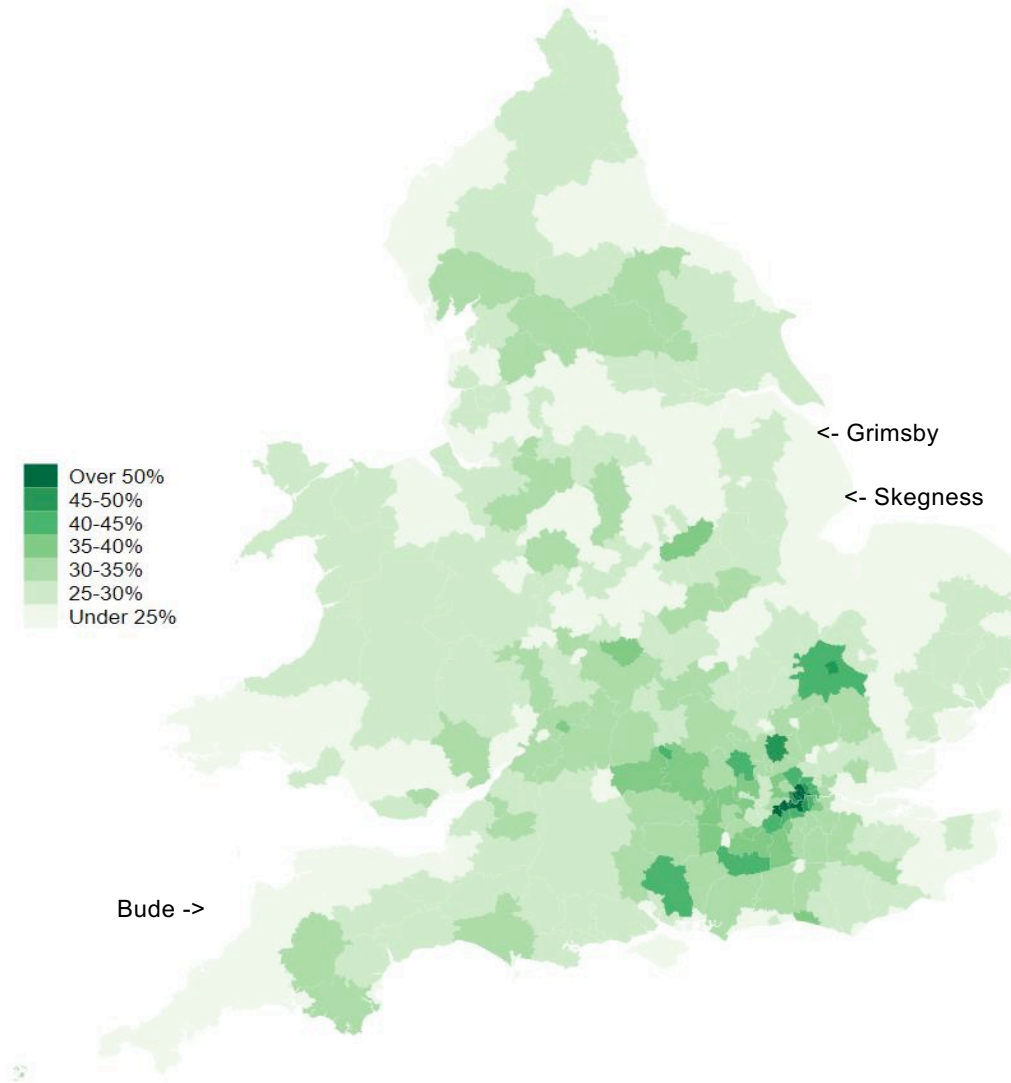 <- Grimsby
<- Skegness
Over 50%
45-50%
40-45%
35-40%
30-35%
25-30%
Under 25%
Bude ->